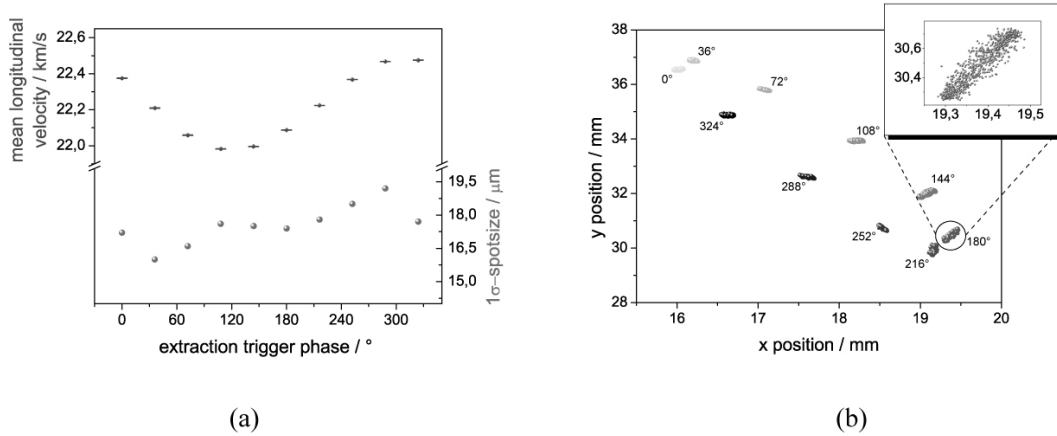 mean longitudinal
velocity / km/s
22,6
22,4
22,2
22,0
19,5
18,0
16,5
15,0
1σ–spotsize / μm
0 60 120 180 240 300
extraction trigger phase / °
(a)
38
36
34
32
30
28
y position / mm
0°
36°
72°
324°
108°
288°
144°
252°
180°
216°
30,6
30,4
19,3 19,4 19,5
16 17 18 19 20
x position / mm
(b)